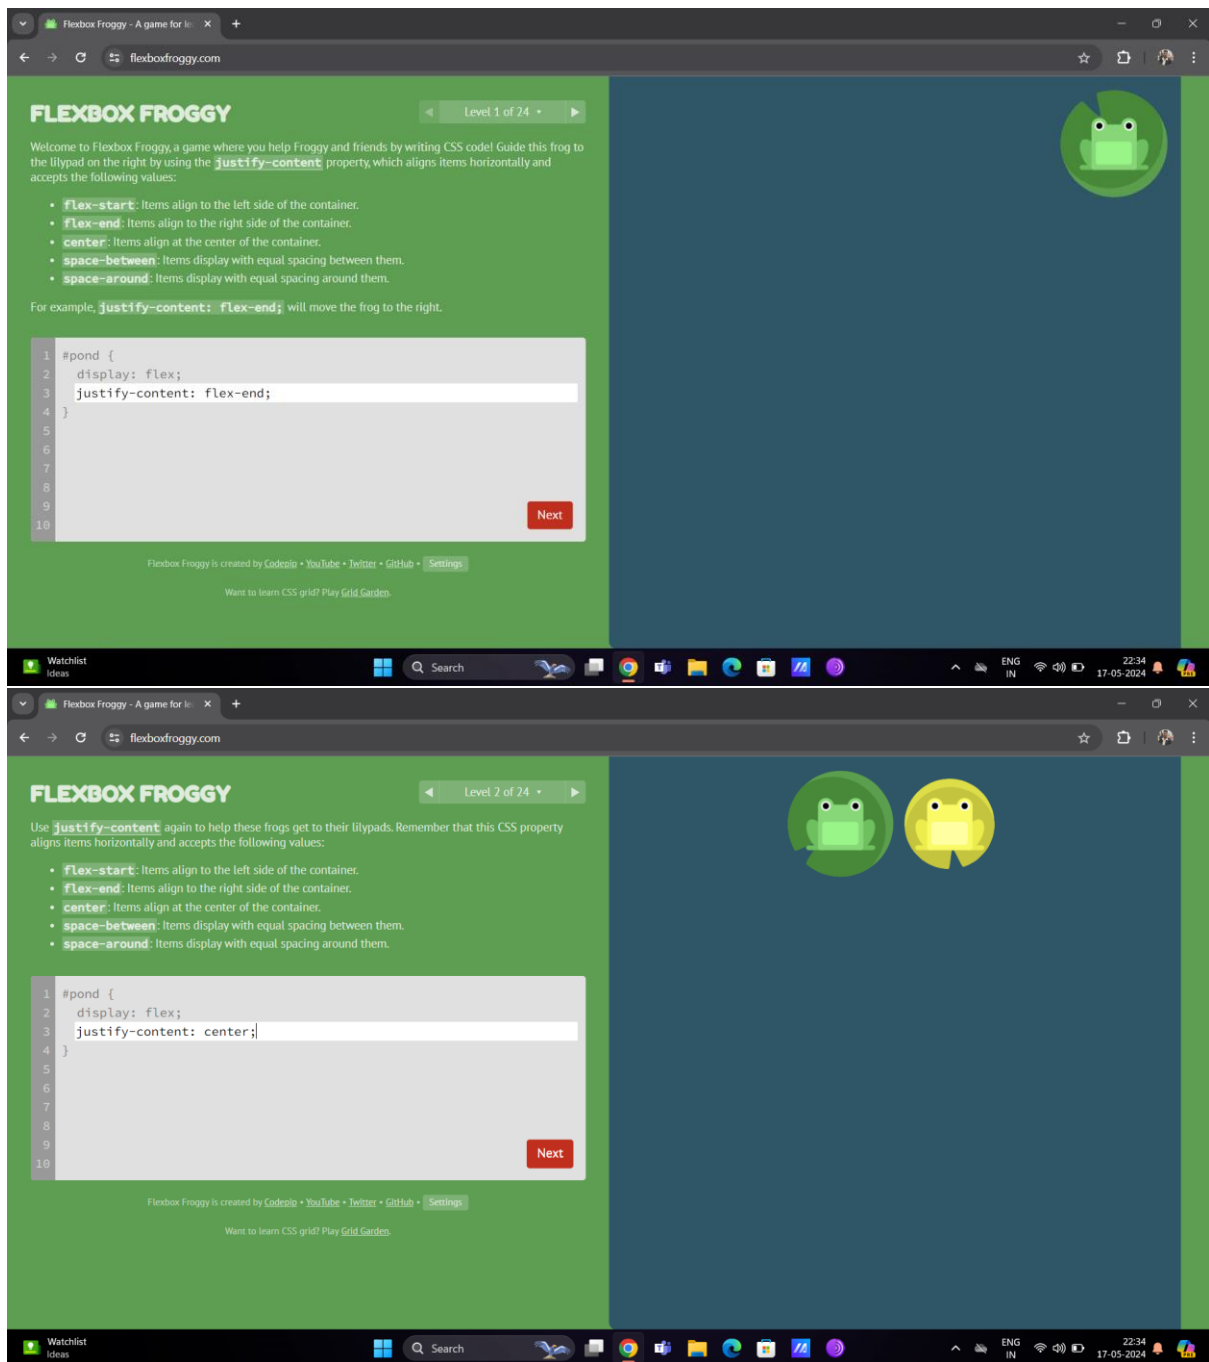 Flexbox Froggy - A game for le
flexboxfroggy.com
FLEXBOX FROGGY
Level 1 of 24
Welcome to Flexbox Froggy, a game where you help Froggy and friends by writing CSS code! Guide this frog to
the lilypad on the right by using the justify-content property, which aligns items horizontally and
accepts the following values:
• flex-start: Items align to the left side of the container.
• flex-end: Items align to the right side of the container.
• center: Items align at the center of the container.
• space-between: Items display with equal spacing between them.
• space-around: Items display with equal spacing around them.
For example, justify-content: flex-end; will move the frog to the right.
1 #pond {
2 display: flex;
3 justify-content: flex-end;
4 }
5
6
7
8
9
10
Next
Flexbox Froggy is created by Codepip • YouTube • Twitter • GitHub • Settings
Want to learn CSS grid? Play Grid Garden.
Watchlist
Ideas
Search
ENG
IN
22:34
17-05-2024
Flexbox Froggy - A game for le
flexboxfroggy.com
FLEXBOX FROGGY
Level 2 of 24
Use justify-content again to help these frogs get to their lilypads. Remember that this CSS property
aligns items horizontally and accepts the following values:
• flex-start: Items align to the left side of the container.
• flex-end: Items align to the right side of the container.
• center: Items align at the center of the container.
• space-between: Items display with equal spacing between them.
• space-around: Items display with equal spacing around them.
1 #pond {
2 display: flex;
3 justify-content: center;
4 }
5
6
7
8
9
10
Next
Flexbox Froggy is created by Codepip • YouTube • Twitter • GitHub • Settings
Want to learn CSS grid? Play Grid Garden.
Watchlist
Ideas
Search
ENG
IN
22:34
17-05-2024